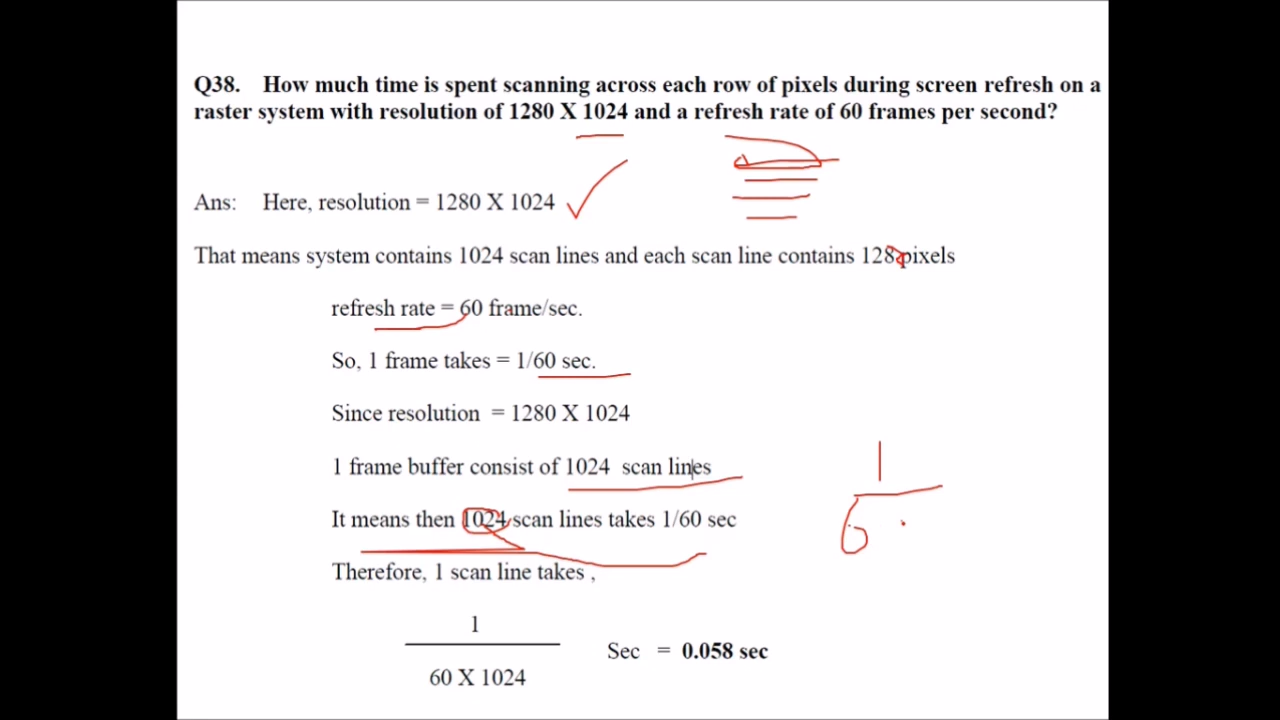 Q38. How much time is spent scanning across each row of pixels during screen refresh on a
raster system with resolution of 1280 X 1024 and a refresh rate of 60 frames per second?
Ans: Here, resolution = 1280 X 1024
That means system contains 1024 scan lines and each scan line contains 128 pixels
refresh rate = 60 frame/sec.
So, 1 frame takes = 1/60 sec.
Since resolution = 1280 X 1024
1 frame buffer consist of 1024 scan lines
It means then 1024 scan lines takes 1/60 sec
Therefore, 1 scan line takes ,
1
60 X 1024
Sec = 0.058 sec
1
6